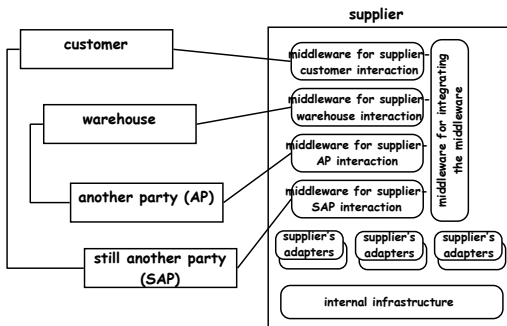 supplier
customer
middleware for supplier-
customer interaction
warehouse
middleware for supplier-
warehouse interaction
another party (AP)
middleware for supplier-
AP interaction
still another party
(SAP)
middleware for supplier-
SAP interaction
middleware for integrating
the middleware
supplier's
adapters
supplier's
adapters
supplier's
adapters
internal infrastructure